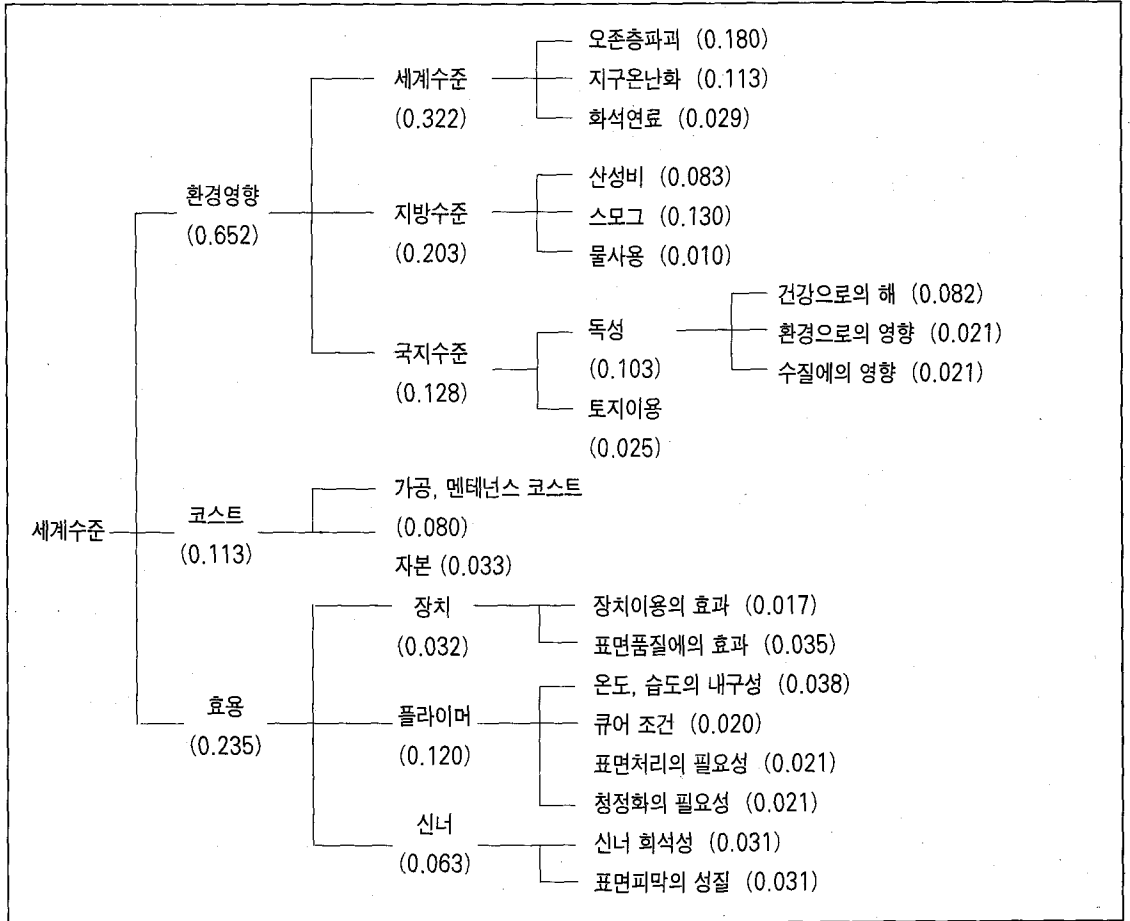 오존층파괴 (0.180)
세계수준
지구온난화 (0.113)
(0.322)
화석연료 (0.029)
환경영향
(0.652)
산성비 (0.083)
지방수준
스모그 (0.130)
(0.203)
물사용 (0.010)
건강으로의 해 (0.082)
독성
환경으로의 영향 (0.021)
국지수준
(0.103)
수질에의 영향 (0.021)
(0.128)
토지이용
(0.025)
가공, 멘테넌스 코스트
세계수준
코스트
(0.080)
(0.113)
자본 (0.033)
장치
장치이용의 효과 (0.017)
(0.032)
표면품질에의 효과 (0.035)
온도, 습도의 내구성 (0.038)
효용
플라이머
큐어 조건 (0.020)
(0.235)
(0.120)
표면처리의 필요성 (0.021)
청정화의 필요성 (0.021)
신너
신너 희석성 (0.031)
(0.063)
표면피막의 성질 (0.031)